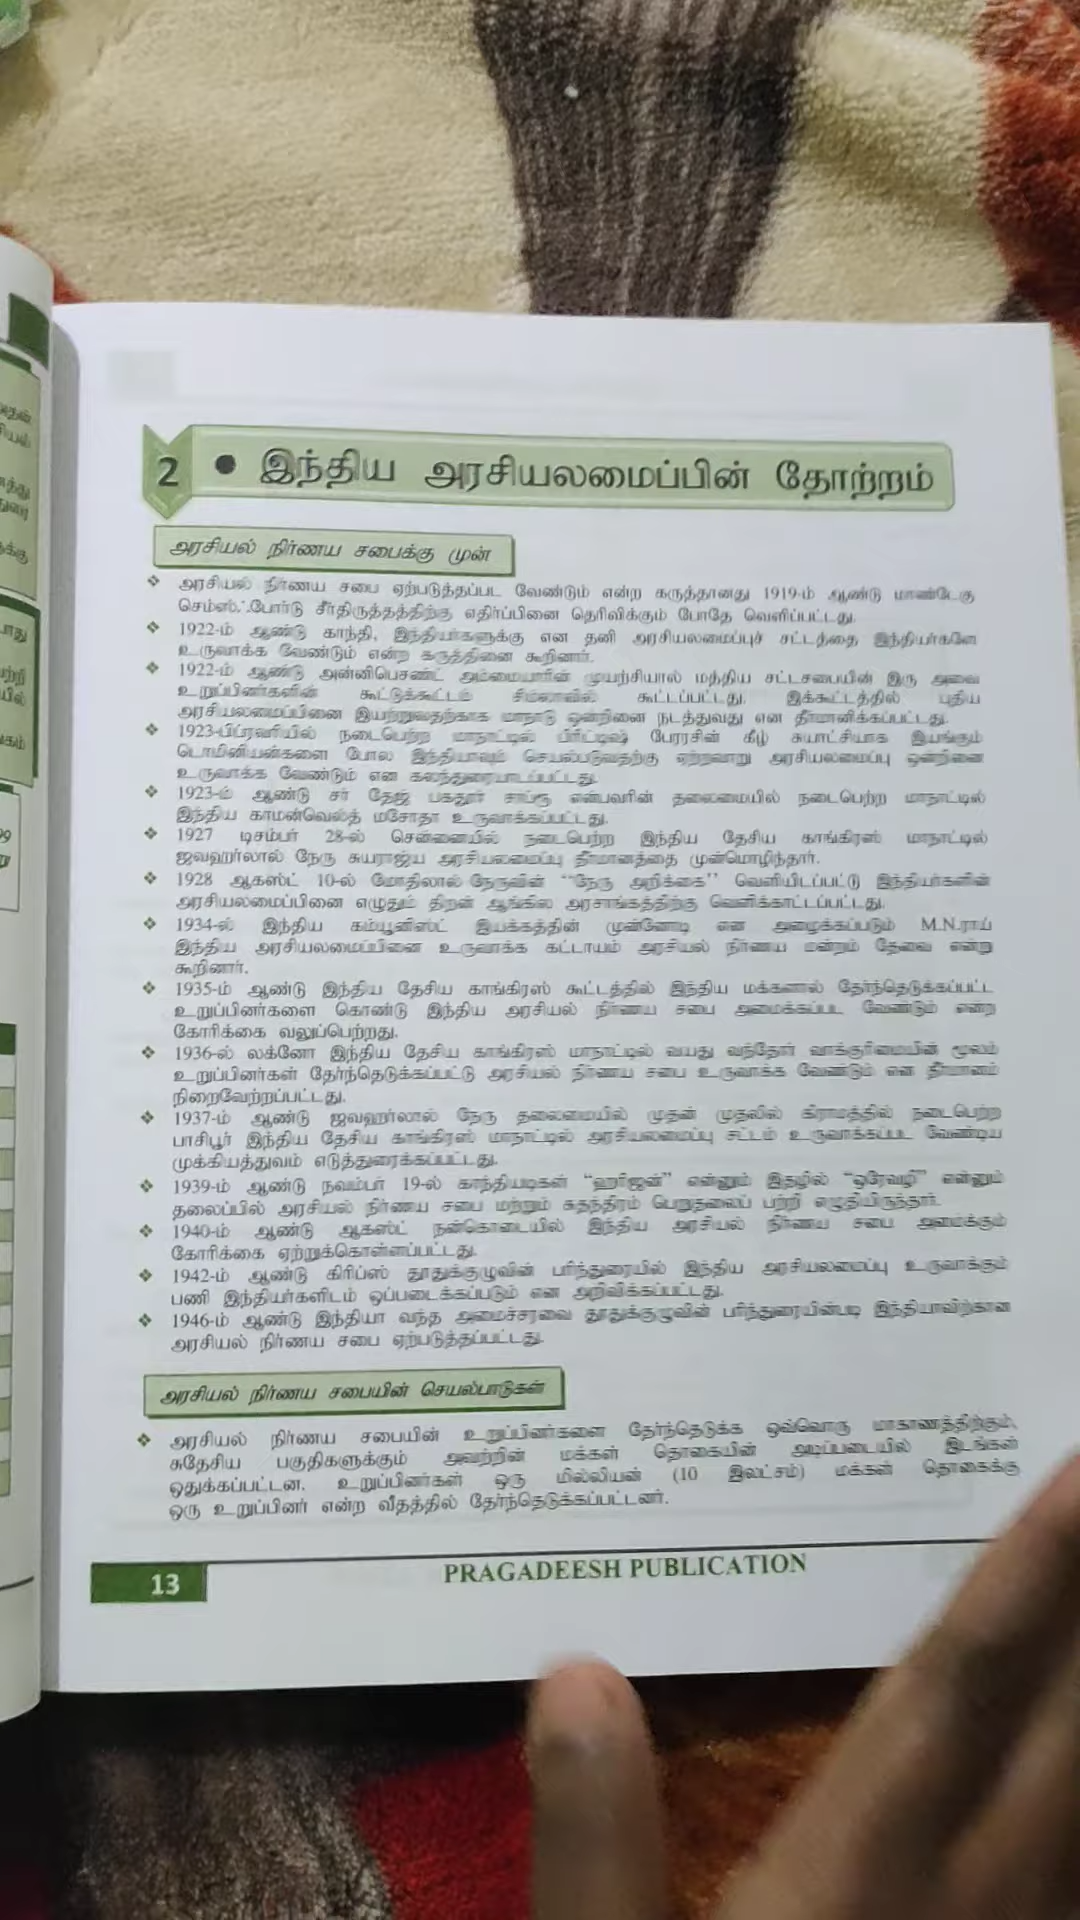 2 • இந்திய அரசியலமைப்பின் தோற்றம்
அரசியல் நிர்ணய சபைக்கு முன்
❖ அரசியல் நிர்ணய சபை ஏற்படுத்தப்பட வேண்டும் என்ற கருத்தானது 1919-ம் ஆண்டு மாண்டேகு
செம்ஸ்ஃபோர்டு சீர்திருத்தத்திற்கு எதிர்ப்பினை தெரிவிக்கும் போதே வெளிப்பட்டது.
❖ 1922-ம் ஆண்டு காந்தி, இந்தியர்களுக்கு என தனி அரசியலமைப்புச் சட்டத்தை இந்தியர்களே
உருவாக்க வேண்டும் என்ற கருத்தினை கூறினார்.
❖ 1922-ம் ஆண்டு அன்னிபெசண்ட் அம்மையாரின் முயற்சியால் மத்திய சட்டசபையின் இரு அவை
உறுப்பினர்களின் கூட்டுக்கூட்டம் சிம்லாவில் கூட்டப்பட்டது. இக்கூட்டத்தில் புதிய
அரசியலமைப்பினை இயற்றுவதற்காக மாநாடு ஒன்றினை நடத்துவது என தீர்மானிக்கப்பட்டது.
❖ 1923-பிப்ரவரியில் நடைபெற்ற மாநாட்டில் பிரிட்டிஷ் பேரரசின் கீழ் சுயாட்சியாக இயங்கும்
டொமினியன்களை போல இந்தியாவும் செயல்படுவதற்கு ஏற்றவாறு அரசியலமைப்பு ஒன்றினை
உருவாக்க வேண்டும் என கலந்துரையாடப்பட்டது.
❖ 1923-ம் ஆண்டு சர் தேஜ் பகதூர் சாப்ரூ என்பவரின் தலைமையில் நடைபெற்ற மாநாட்டில்
இந்திய காமன்வெல்த் மசோதா உருவாக்கப்பட்டது.
❖ 1927 டிசம்பர் 28-ல் சென்னையில் நடைபெற்ற இந்திய தேசிய காங்கிரஸ் மாநாட்டில்
ஜவஹர்லால் நேரு சுயராஜ்ய அரசியலமைப்பு தீர்மானத்தை முன்மொழிந்தார்.
❖ 1928 ஆகஸ்ட் 10-ல் மோதிலால் நேருவின் “நேரு அறிக்கை” வெளியிடப்பட்டு இந்தியர்களின்
அரசியலமைப்பினை எழுதும் திறன் ஆங்கில அரசாங்கத்திற்கு வெளிக்காட்டப்பட்டது.
❖ 1934-ல் இந்திய கம்யூனிஸ்ட் இயக்கத்தின் முன்னோடி என அழைக்கப்படும் M.N.ராய்
இந்திய அரசியலமைப்பினை உருவாக்க கட்டாயம் அரசியல் நிர்ணய மன்றம் தேவை என்று
கூறினார்.
❖ 1935-ம் ஆண்டு இந்திய தேசிய காங்கிரஸ் கூட்டத்தில் இந்திய மக்களால் தேர்ந்தெடுக்கப்பட்ட
உறுப்பினர்களை கொண்டு இந்திய அரசியல் நிர்ணய சபை அமைக்கப்பட வேண்டும் என்ற
கோரிக்கை வலுப்பெற்றது.
❖ 1936-ல் லக்னோ இந்திய தேசிய காங்கிரஸ் மாநாட்டில் வயது வந்தோர் வாக்குரிமையின் மூலம்
உறுப்பினர்கள் தேர்ந்தெடுக்கப்பட்டு அரசியல் நிர்ணய சபை உருவாக்க வேண்டும் என தீர்மானம்
நிறைவேற்றப்பட்டது.
❖ 1937-ம் ஆண்டு ஜவஹர்லால் நேரு தலைமையில் முதன் முதலில் கிராமத்தில் நடைபெற்ற
பாசிபூர் இந்திய தேசிய காங்கிரஸ் மாநாட்டில் அரசியலமைப்பு சட்டம் உருவாக்கப்பட வேண்டிய
முக்கியத்துவம் எடுத்துரைக்கப்பட்டது.
❖ 1939-ம் ஆண்டு நவம்பர் 19-ல் காந்தியடிகள் “ஹரிஜன்” என்னும் இதழில் “ஒரேவழி” என்னும்
தலைப்பில் அரசியல் நிர்ணய சபை மற்றும் சுதந்திரம் பெறுதலைப் பற்றி எழுதியிருந்தார்.
❖ 1940-ம் ஆண்டு ஆகஸ்ட் நன்கொடையில் இந்திய அரசியல் நிர்ணய சபை அமைக்கும்
கோரிக்கை ஏற்றுக்கொள்ளப்பட்டது.
❖ 1942-ம் ஆண்டு கிரிப்ஸ் தூதுக்குழுவின் பரிந்துரையில் இந்திய அரசியலமைப்பு உருவாக்கும்
பணி இந்தியர்களிடம் ஒப்படைக்கப்படும் என அறிவிக்கப்பட்டது.
❖ 1946-ம் ஆண்டு இந்தியா வந்த அமைச்சரவை தூதுக்குழுவின் பரிந்துரையின்படி இந்தியாவிற்கான
அரசியல் நிர்ணய சபை ஏற்படுத்தப்பட்டது.
அரசியல் நிர்ணய சபையின் செயல்பாடுகள்
❖ அரசியல் நிர்ணய சபையின் உறுப்பினர்களை தேர்ந்தெடுக்க ஒவ்வொரு மாகாணத்திற்கும்,
சுதேசிய பகுதிகளுக்கும் அவற்றின் மக்கள் தொகையின் அடிப்படையில் இடங்கள்
ஒதுக்கப்பட்டன. உறுப்பினர்கள் ஒரு மில்லியன் (10 இலட்சம்) மக்கள் தொகைக்கு
ஒரு உறுப்பினர் என்ற வீதத்தில் தேர்ந்தெடுக்கப்பட்டனர்.
13 PRAGADEESH PUBLICATION